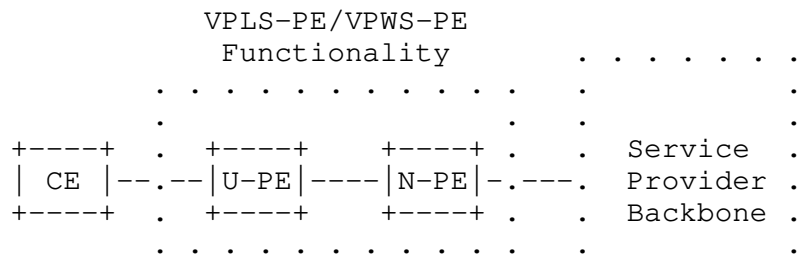 VPLS-PE/VPWS-PE
Functionality
CE U-PE N-PE Service
Provider
Backbone